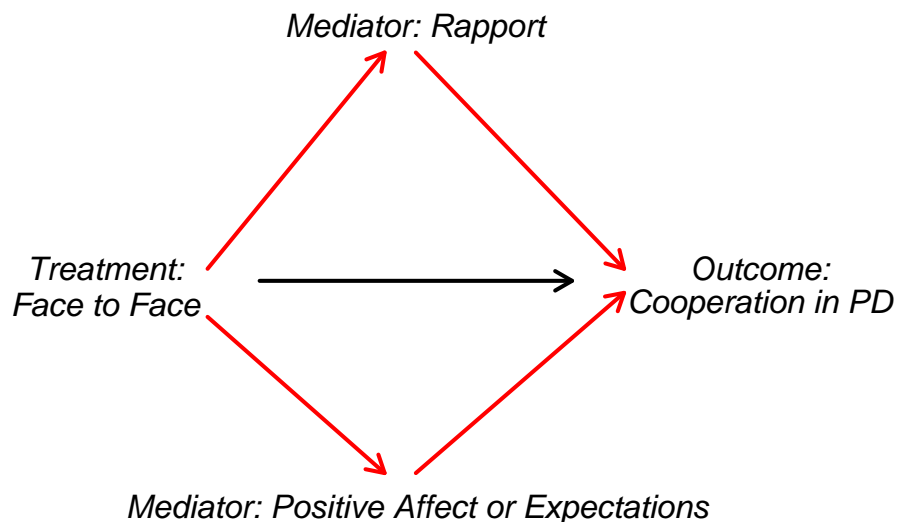 Mediator: Rapport
Treatment:
Face to Face
Outcome:
Cooperation in PD
Mediator: Positive Affect or Expectations